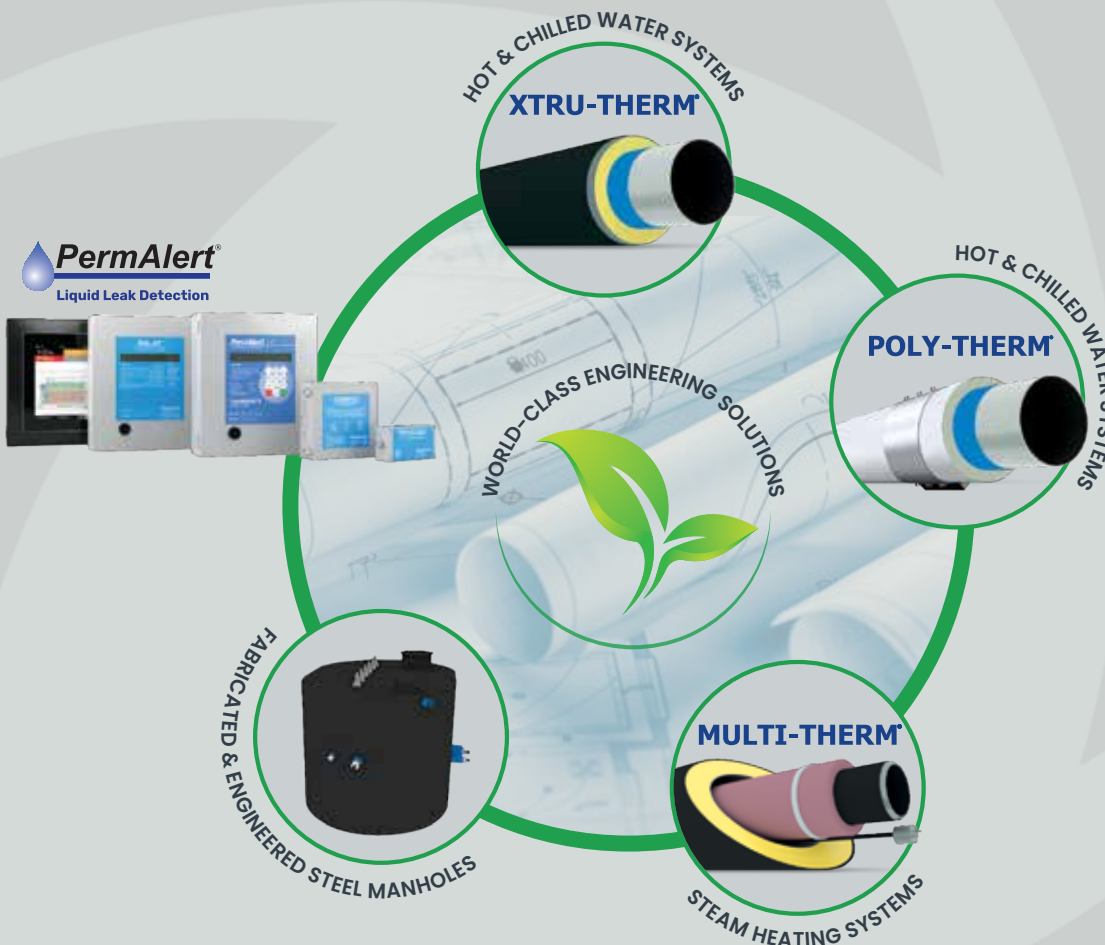 HOT & CHILLED WATER SYSTEMS
XTRU-THERM®
PermAlert®
Liquid Leak Detection
HOT & CHILLED WATER SYSTEMS
POLY-THERM®
WORLD-CLASS ENGINEERING SOLUTIONS
400
FABRICATED & ENGINEERED STEEL MANHOLES
MULTI-THERM®
STEAM HEATING SYSTEMS